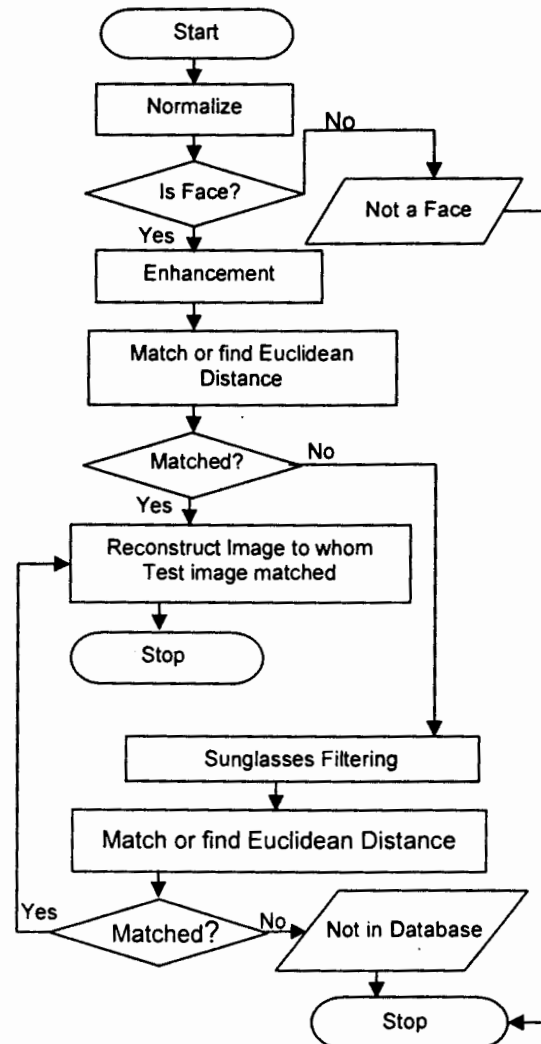 Start
Normalize
No
Is Face?
Not a Face
Yes
Enhancement
Match or find Euclidean
Distance
Matched?
No
Yes
Reconstruct Image to whom
Test image matched
Stop
Sunglasses Filtering
Match or find Euclidean Distance
Yes
Matched?
No
Not in Database
Stop